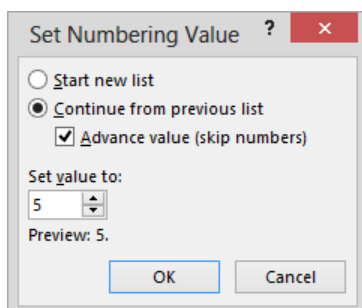 Set Numbering Value ? ×
Start new list
Continue from previous list
Advance value (skip numbers)
Set value to:
5
Preview: 5.
OK Cancel